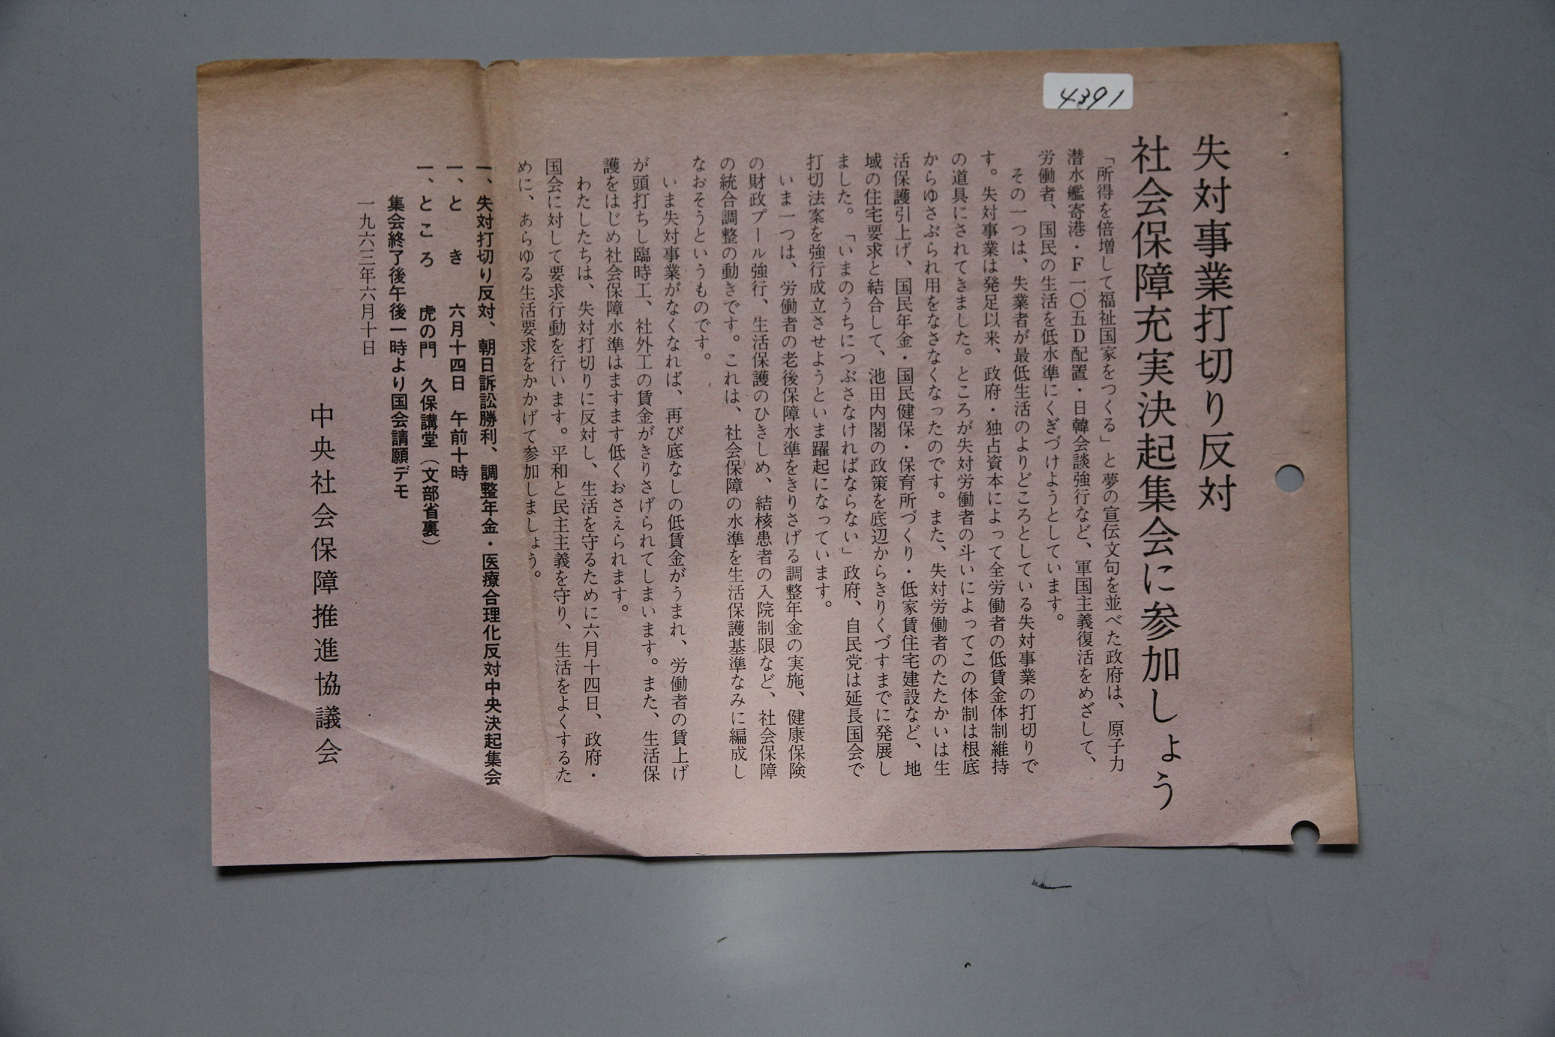 4391
失対事業打切り反対
社会保障充実決起集会に参加しょう
「所得を倍増して福祉国家をつくる」と夢の宣伝文句を並べた政府は、原子力
潜水艦寄港・F一〇五D配置・日韓会談強行など、軍国主義復活をめざして、
労働者、国民の生活を低水準にくぎづけようとしています。
その一つは、失業者が最低生活のよりどころとしている失対事業の打切りで
す。失対事業は発足以来、政府・独占資本によって全労働者の低賃金体制維持
の道具にされてきました。ところが失対労働者の斗いによってこの体制は根底
からゆさぶられ用をなさなくなったのです。また、失対労働者のたたかいは生
活保護引上げ、国民年金・国民健保・保育所づくり・低家賃住宅建設など、地
域の住宅要求と結合して、池田内閣の政策を底辺からきりくづすまでに発展し
ました。「いまのうちにつぶさなければならない」政府、自民党は延長国会で
打切法案を強行成立させようといま躍起になっています。
いま一つは、労働者の老後保障水準をきりさげる調整年金の実施、健康保険
の財政プール強行、生活保護のひきしめ、結核患者の入院制限など、社会保障
の統合調整の動きです。これは、社会保障の水準を生活保護基準なみに編成し
なおそうというものです。
いま失対事業がなくなれば、再び底なしの低賃金がうまれ、労働者の賃上げ
が頭打ちし臨時工、社外工の賃金がきりさげられてしまいます。また、生活保
護をはじめ社会保障水準はますます低くおさえられます。
わたしたちは、失対打切りに反対し、生活を守るために六月十四日、政府・
国会に対して要求行動を行います。平和と民主主義を守り、生活をよくするた
めに、あらゆる生活要求をかかげて参加しましょう。
一、失対打切り反対、朝日訴訟勝利、調整年金・医療合理化反対中央決起集会
一、とき 六月十四日 午前十時
一、ところ 虎の門 久保講堂（文部省裏）
集会終了後午後一時より国会請願デモ
一九六三年六月十日
中央社会保障推進協議会